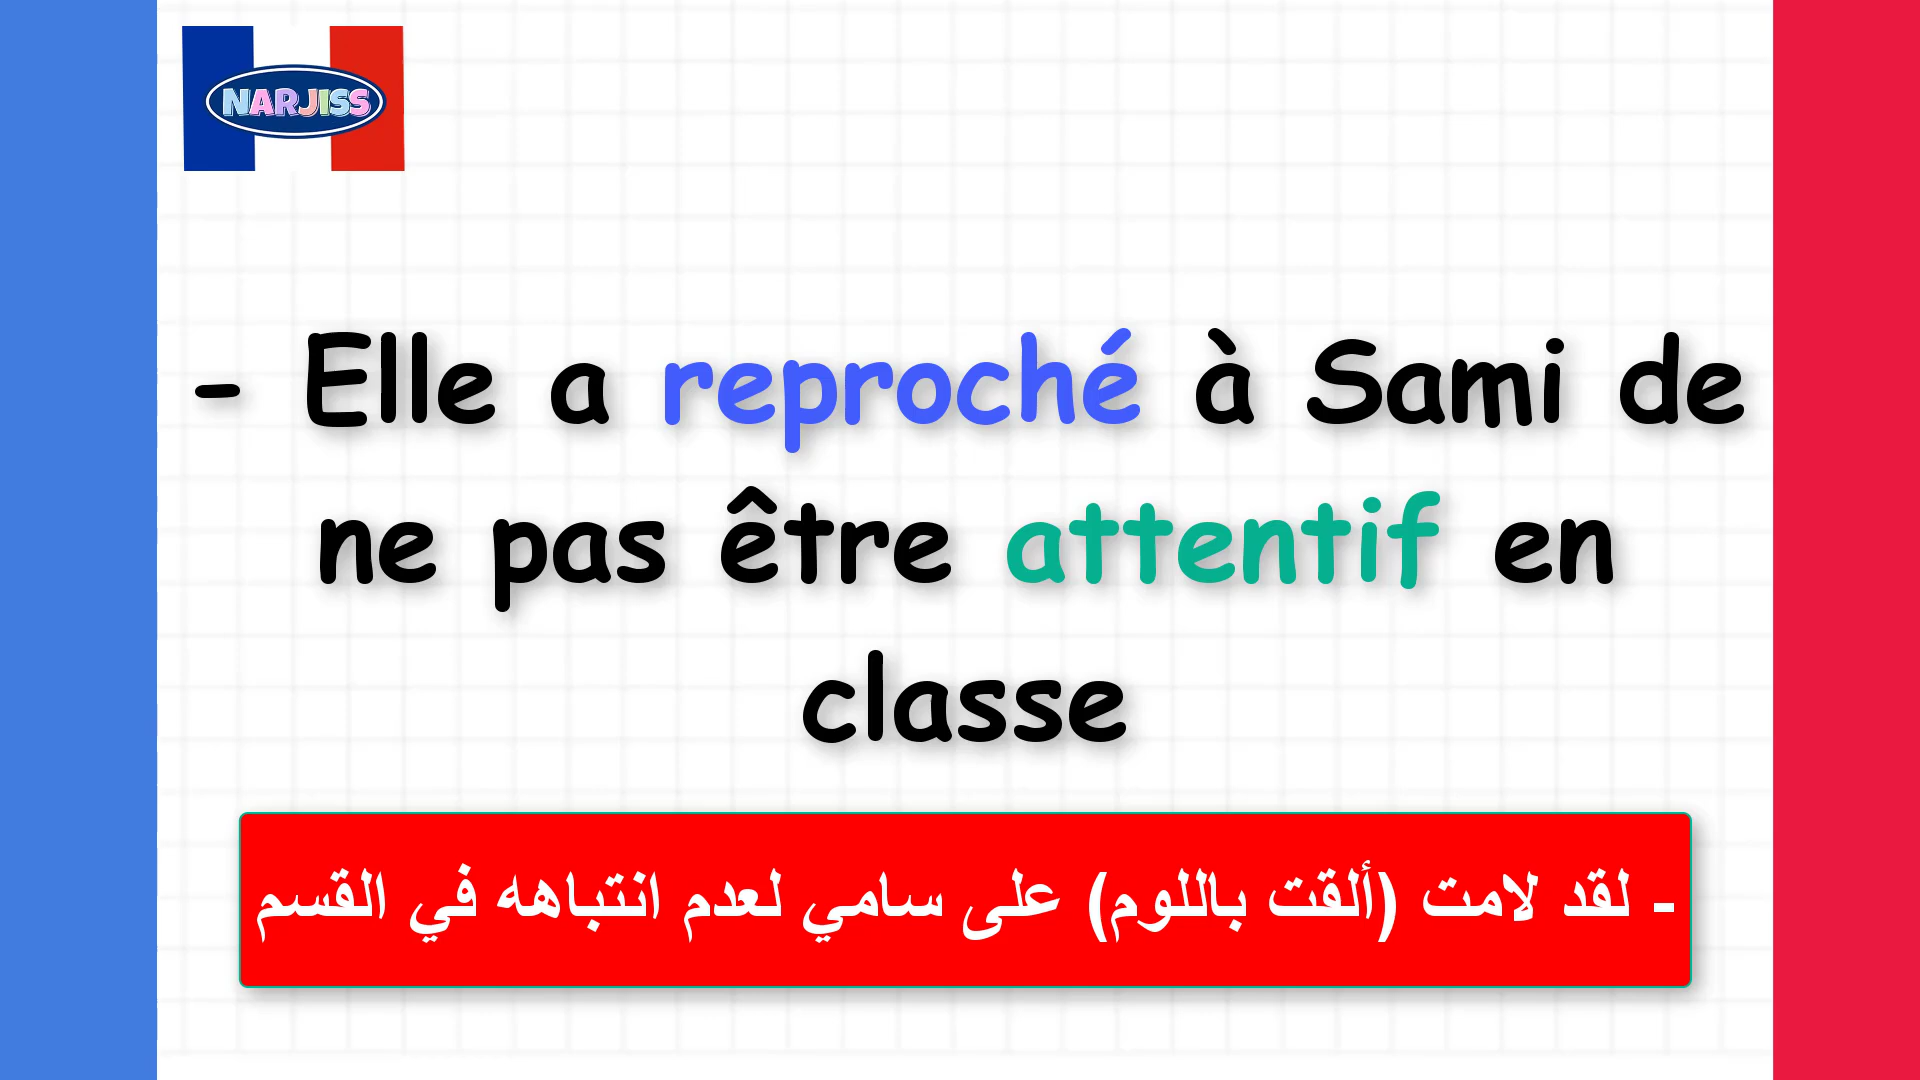 NARJISS
- Elle a reproché à Sami de
ne pas être attentif en
classe
- لقد لامت (ألقت باللوم) على سامي لعدم انتباهه في القسم